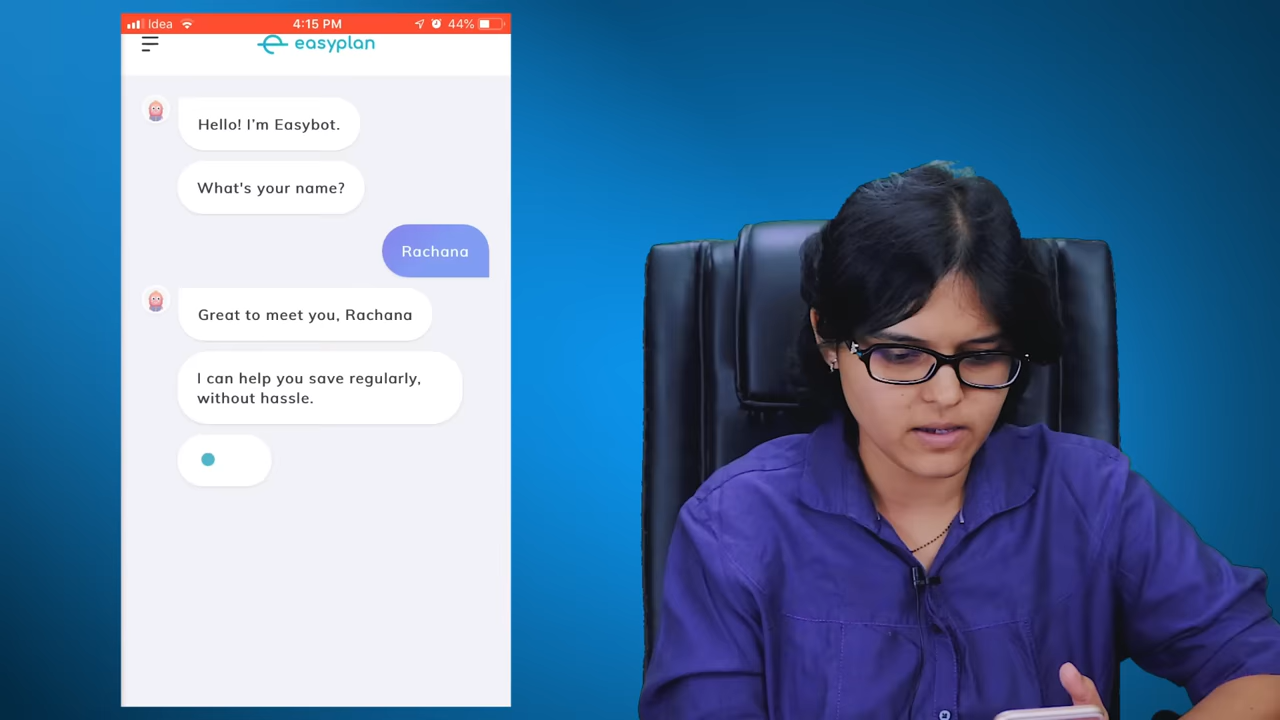 Idea 4:15 PM 44%
easyplan
Hello! I'm Easybot.
What's your name?
Rachana
Great to meet you, Rachana
I can help you save regularly,
without hassle.